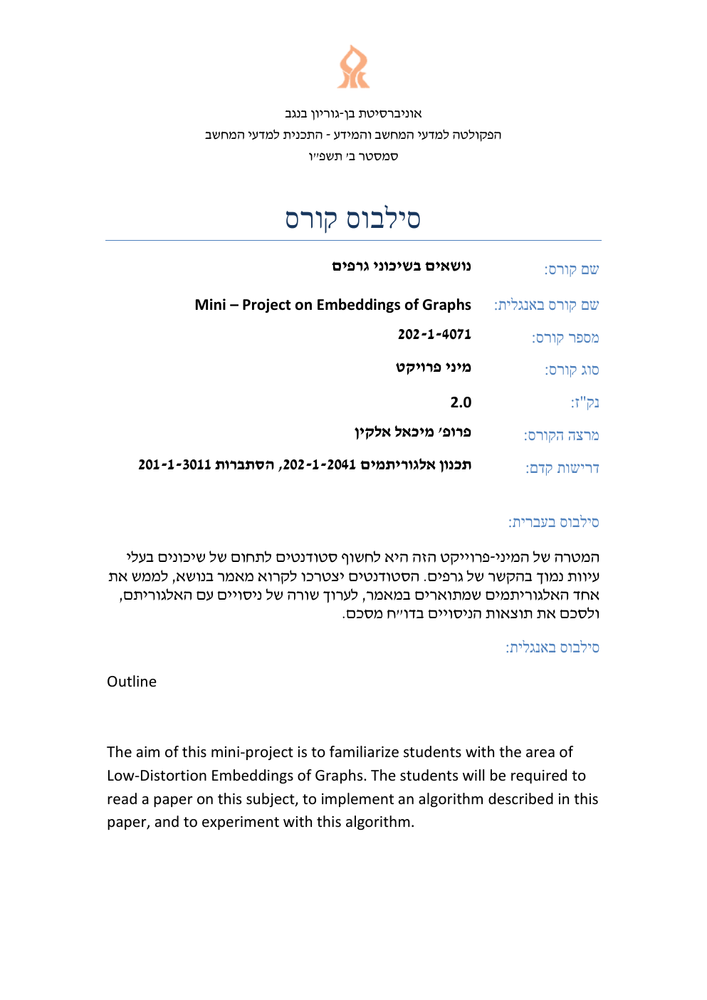 אוניברסיטת בן-גוריון בנגב
הפקולטה למדעי המחשב והמידע - התכנית למדעי המחשב
סמסטר ב׳ תשפ״ו
סילבוס קורס
שם קורס: נושאים בשיכוני גרפים
שם קורס באנגלית: Mini – Project on Embeddings of Graphs
מספר קורס: 202-1-4071
סוג קורס: מיני פרויקט
נק"ז: 2.0
מרצה הקורס: פרופ׳ מיכאל אלקין
דרישות קדם: תכנון אלגוריתמים 202-1-2041, הסתברות 201-1-3011
סילבוס בעברית:
המטרה של המיני-פרוייקט הזה היא לחשוף סטודנטים לתחום של שיכונים בעלי
עיוות נמוך בהקשר של גרפים. הסטודנטים יצטרכו לקרוא מאמר בנושא, לממש את
אחד האלגוריתמים שמתוארים במאמר, לערוך שורה של ניסויים עם האלגוריתם,
ולסכם את תוצאות הניסויים בדו״ח מסכם.
סילבוס באנגלית:
Outline
The aim of this mini-project is to familiarize students with the area of
Low-Distortion Embeddings of Graphs. The students will be required to
read a paper on this subject, to implement an algorithm described in this
paper, and to experiment with this algorithm.